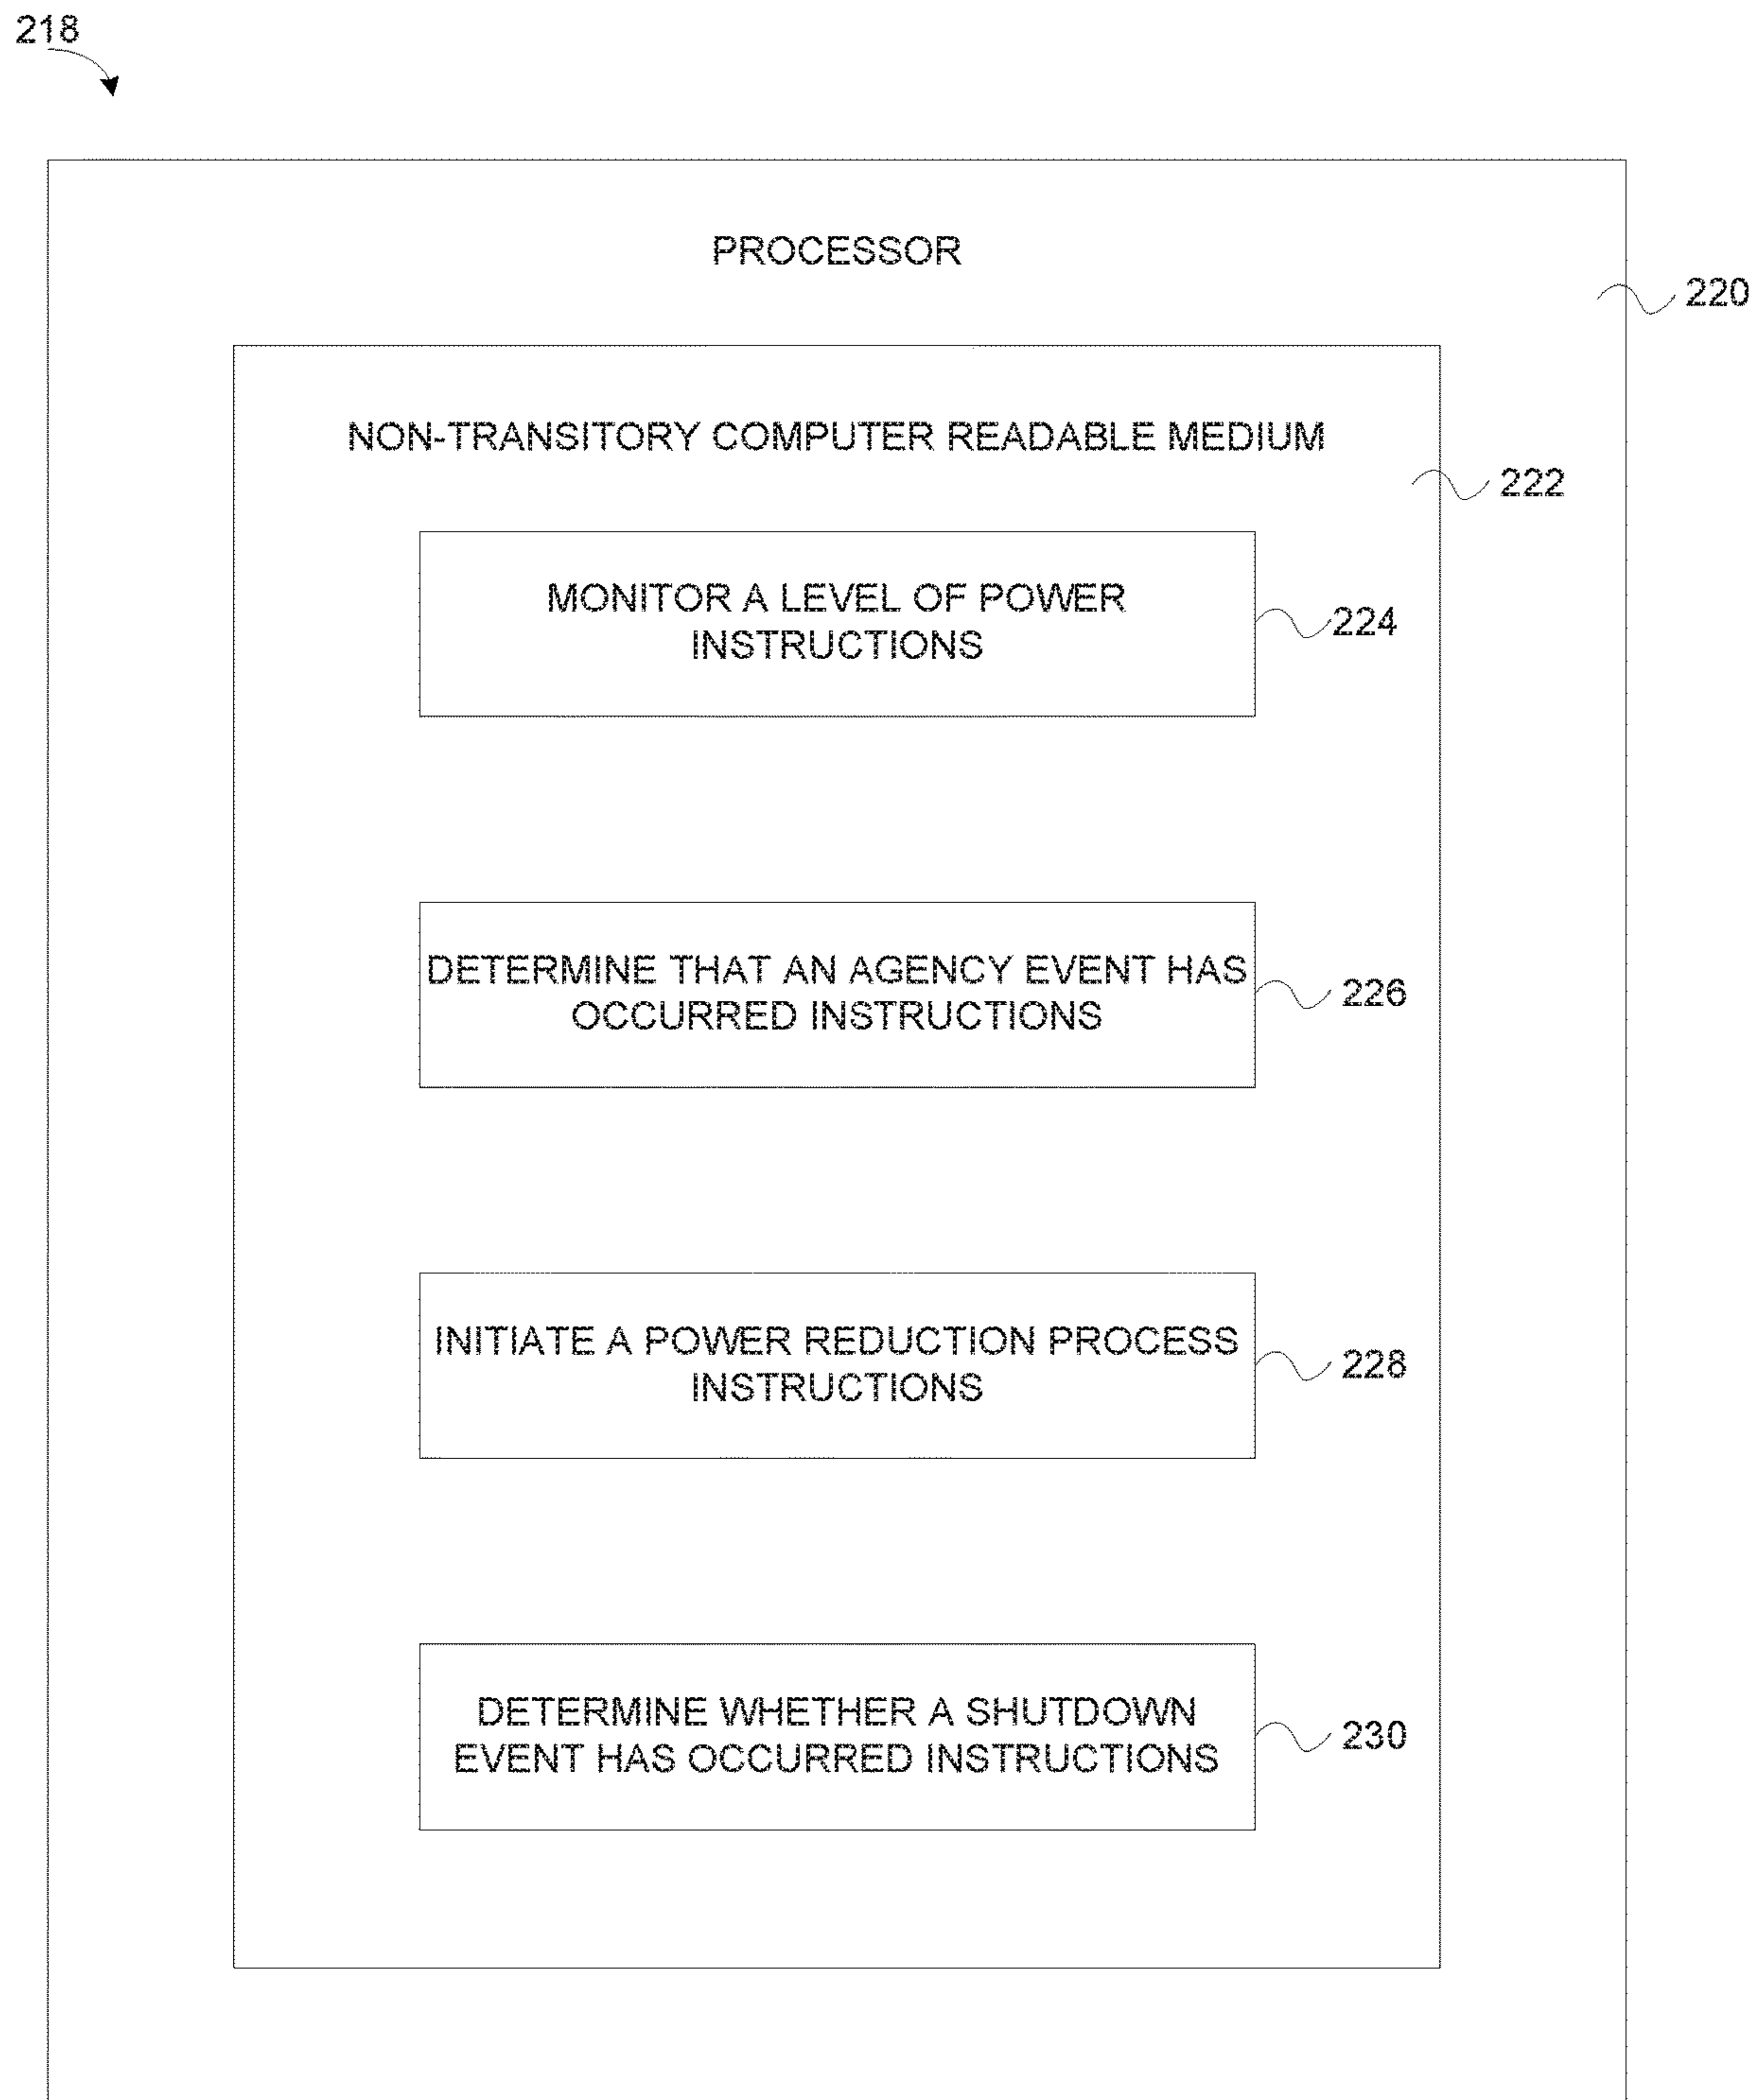 218
PROCESSOR
220
NON-TRANSITORY COMPUTER READABLE MEDIUM
222
MONITOR A LEVEL OF POWER
INSTRUCTIONS
224
DETERMINE THAT AN AGENCY EVENT HAS
OCCURRED INSTRUCTIONS
226
INITIATE A POWER REDUCTION PROCESS
INSTRUCTIONS
228
DETERMINE WHETHER A SHUTDOWN
EVENT HAS OCCURRED INSTRUCTIONS
230